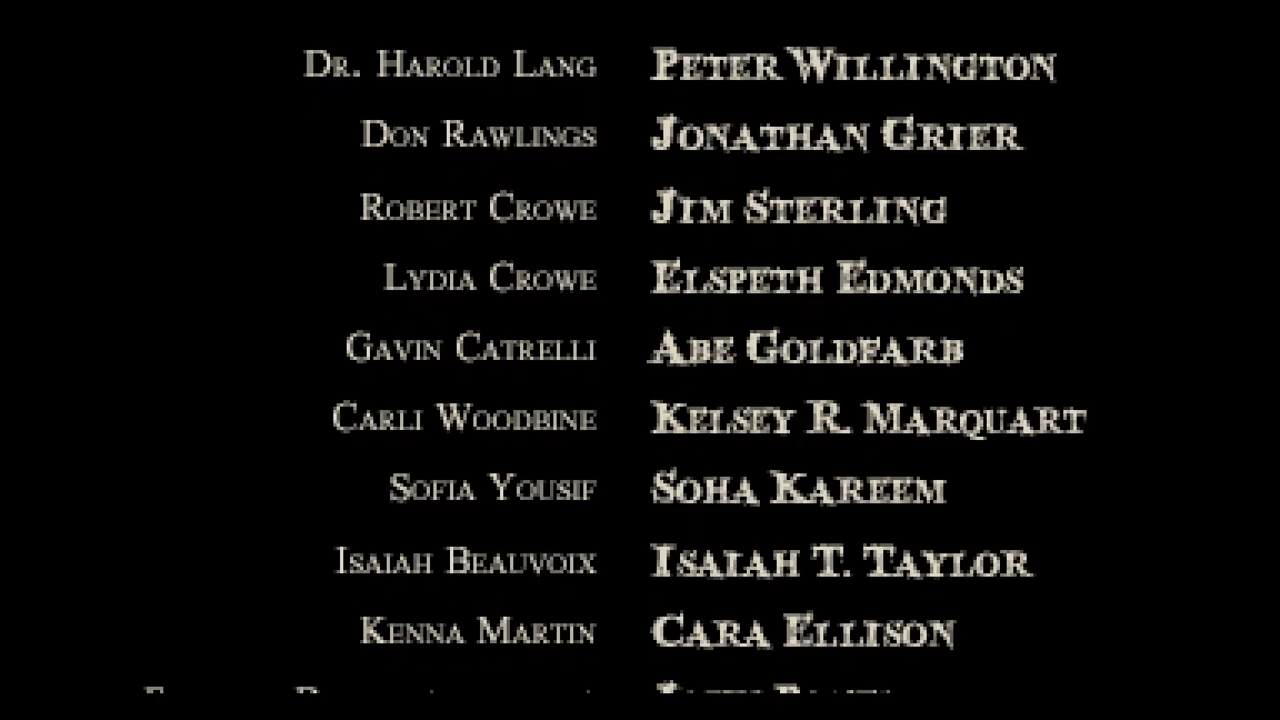 Dr. Harold Lang Peter Willington
Don Rawlings Jonathan Grier
Robert Crowe Jim Sterling
Lydia Crowe Elspeth Edmonds
Gavin Catrelli Abe Goldfarb
Carli Woodbine Kelsey R. Marquart
Sofia Yousif Soha Kareem
Isaiah Beauvoix Isaiah T. Taylor
Kenna Martin Cara Ellison